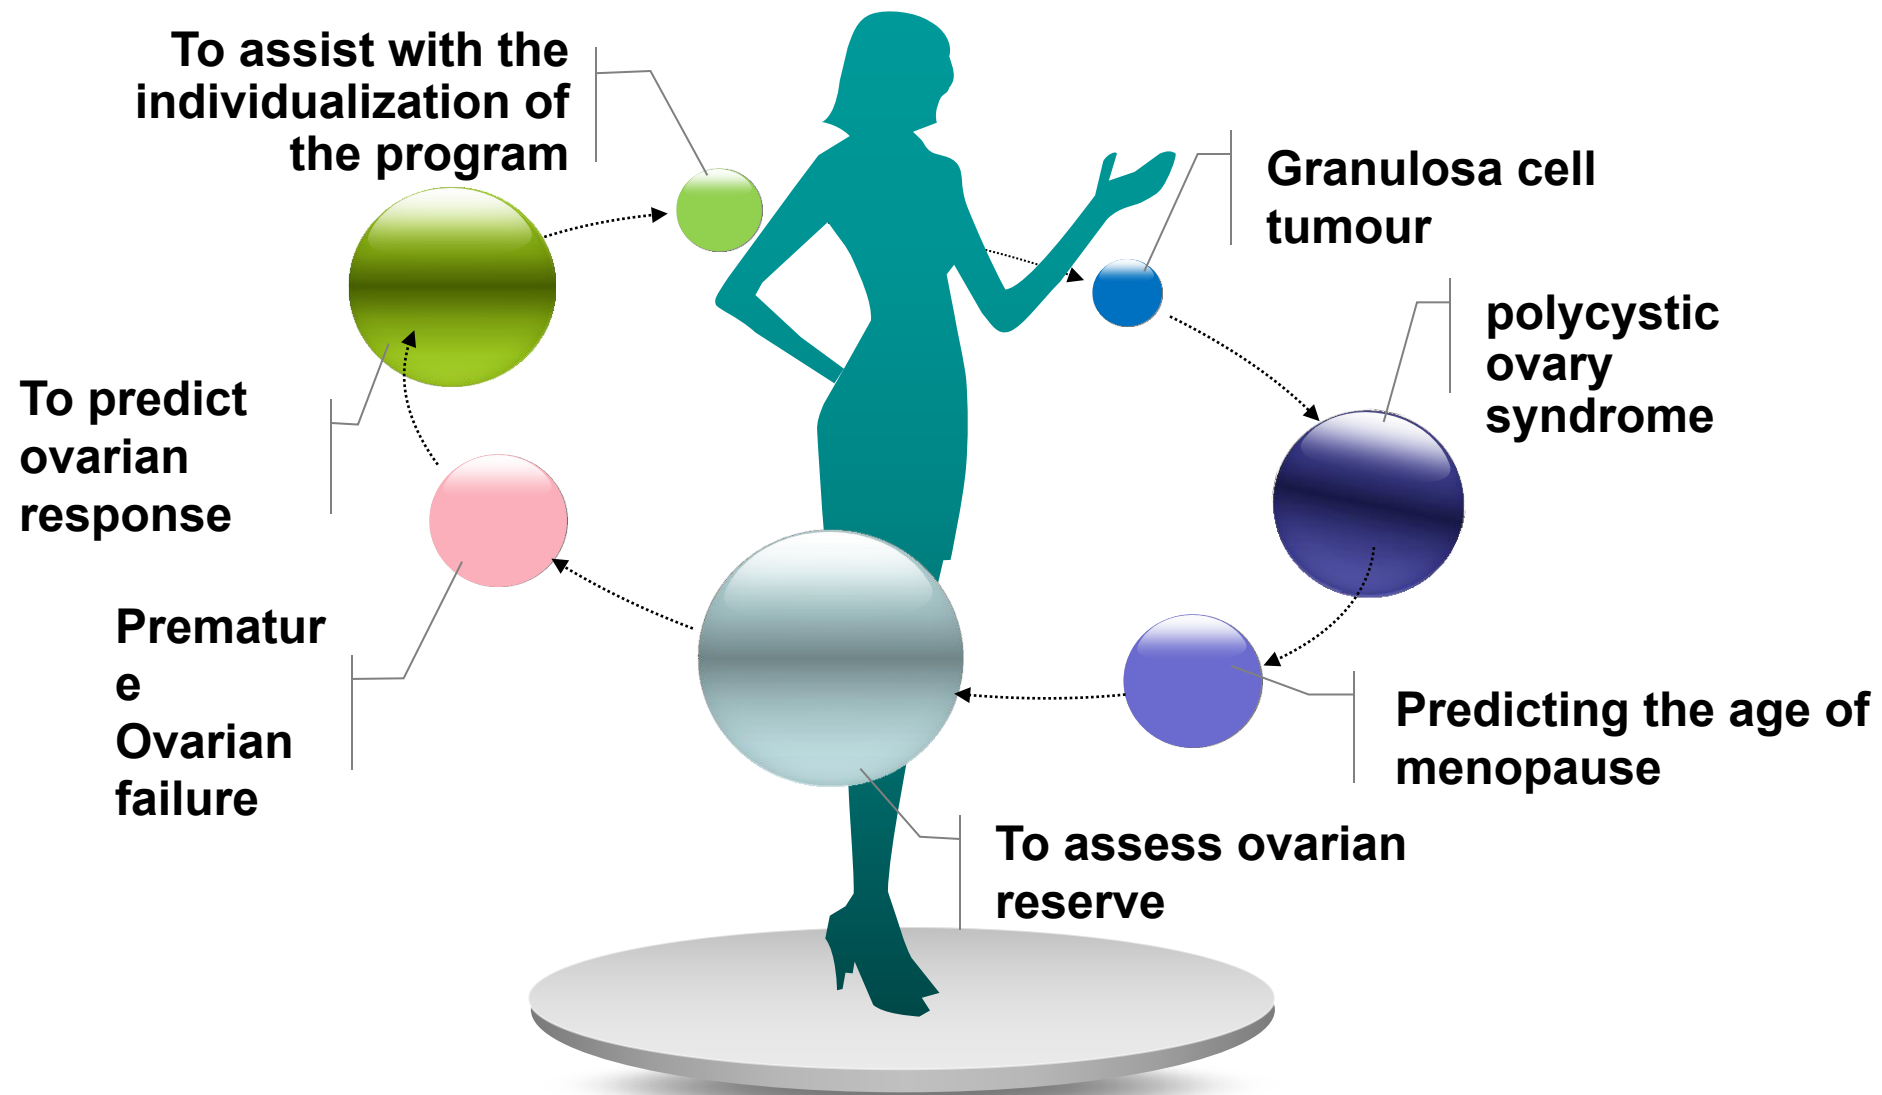 To assist with the
individualization of
the program
Granulosa cell
tumour
polycystic
ovary
syndrome
To predict
ovarian
response
Prematur
e
Ovarian
failure
Predicting the age of
menopause
To assess ovarian
reserve